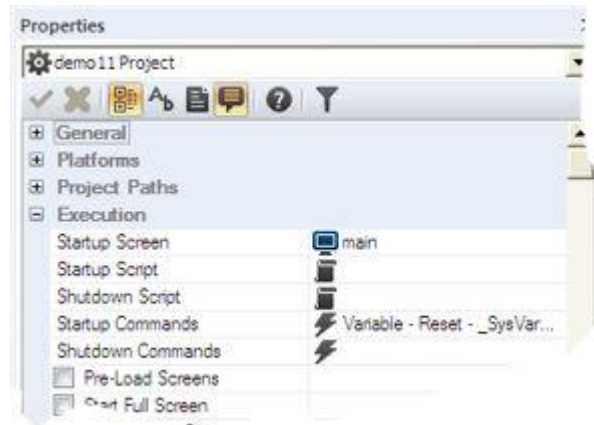 Properties
demo11 Project
General
Platforms
Project Paths
Execution
Startup Screen main
Startup Script
Shutdown Script
Startup Commands Variable - Reset - _SysVar...
Shutdown Commands
Pre-Load Screens
Start Full Screen